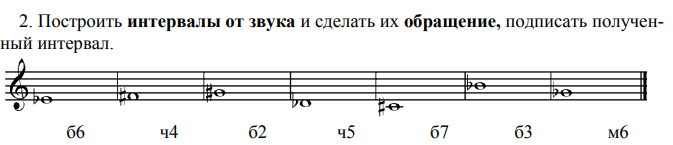 2. Построить интервалы от звука и сделать их обращение, подписать получен-
ный интервал.
б6 ч4 б2 ч5 б7 б3 м6